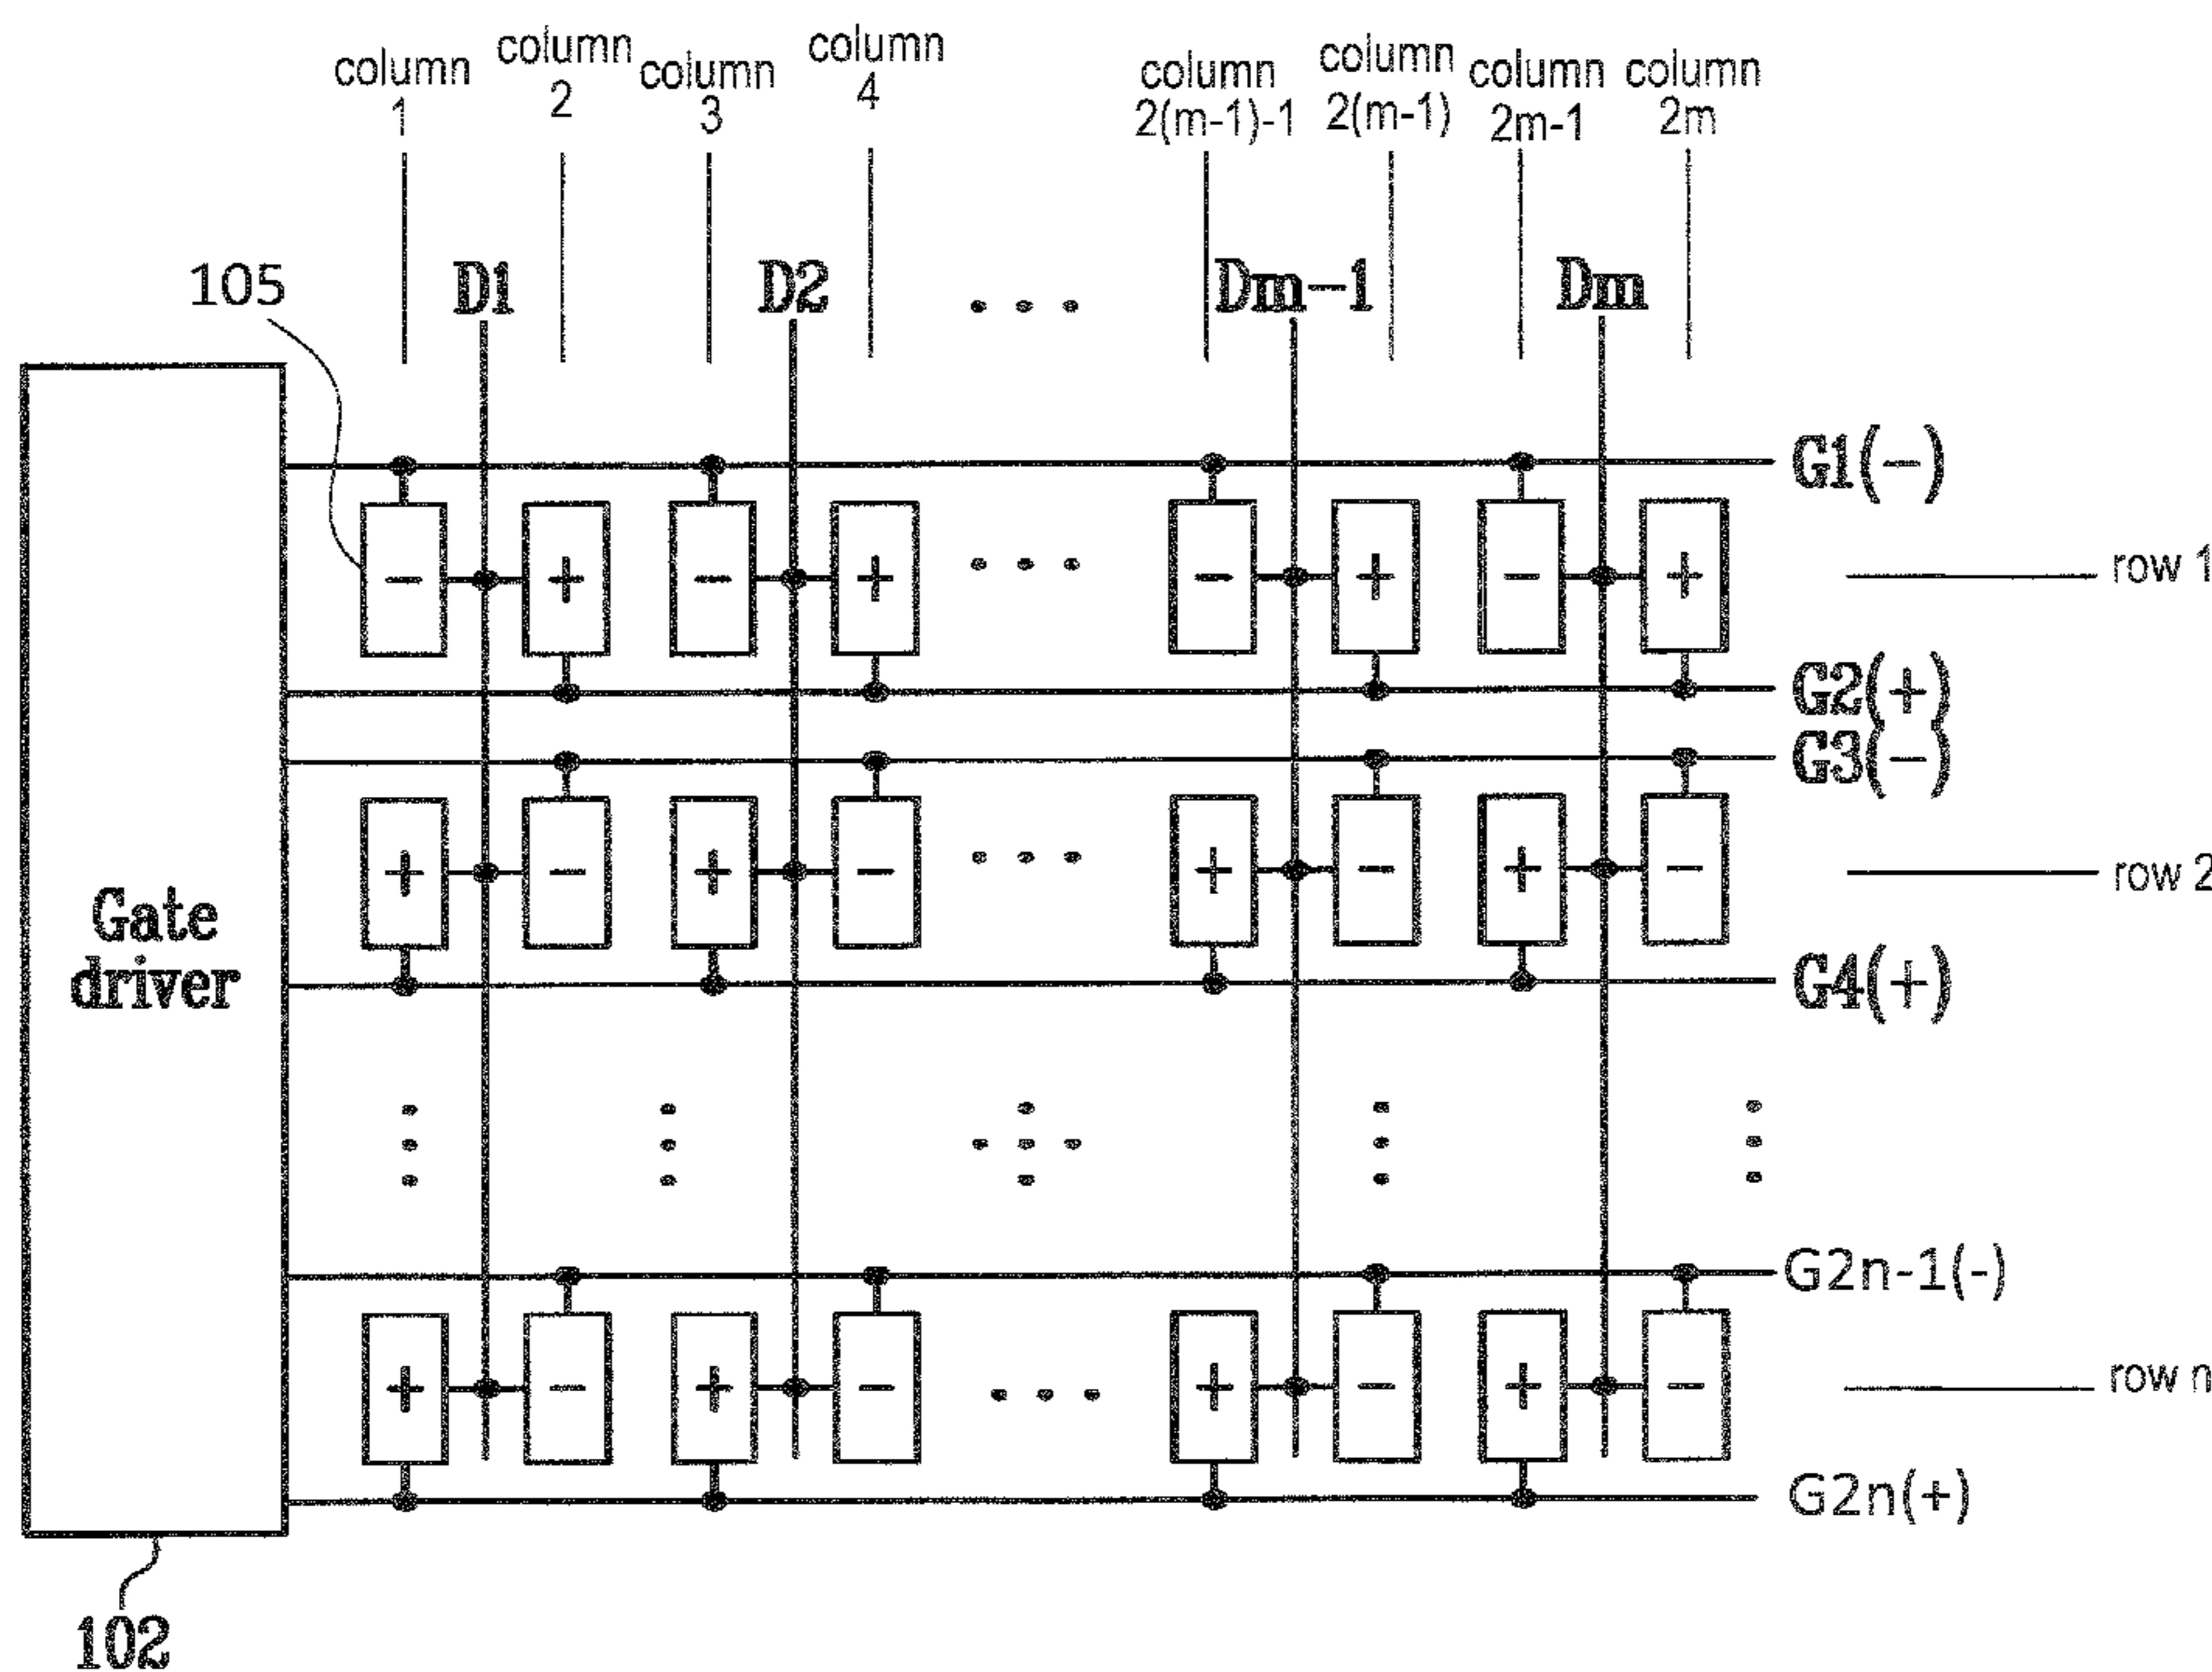 column 1
column 2
column 3
column 4
column 2(m-1)-1
column 2(m-1)
column 2m-1
column 2m
105
D1
D2
. . .
Dm-1
Dm
G1(-)
- + - + . . . - + - +
row 1
G2(+)
G3(-)
+ - + - . . . + - + -
row 2
Gate
driver
G4(+)
G2n-1(-)
+ - + - . . . + - + -
row n
G2n(+)
102